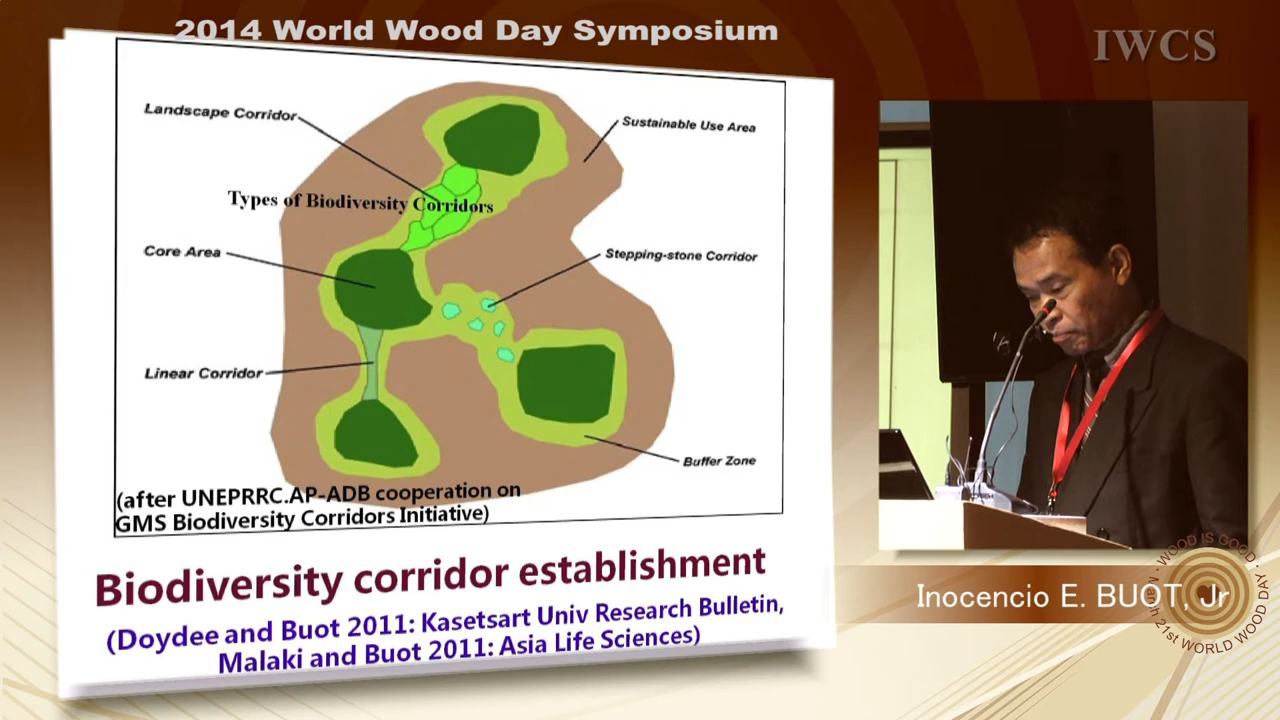 2014 World Wood Day Symposium
IWCS
Landscape Corridor
Sustainable Use Area
Types of Biodiversity Corridors
Core Area
Stepping-stone Corridor
Linear Corridor
Buffer Zone
(after UNEPRRC.AP-ADB cooperation on
GMS Biodiversity Corridors Initiative)
Biodiversity corridor establishment
(Doydee and Buot 2011: Kasetsart Univ Research Bulletin,
Malaki and Buot 2011: Asia Life Sciences)
Inocencio E. BUOT, Jr
WOOD IS GOOD
March 21st WORLD WOOD DAY